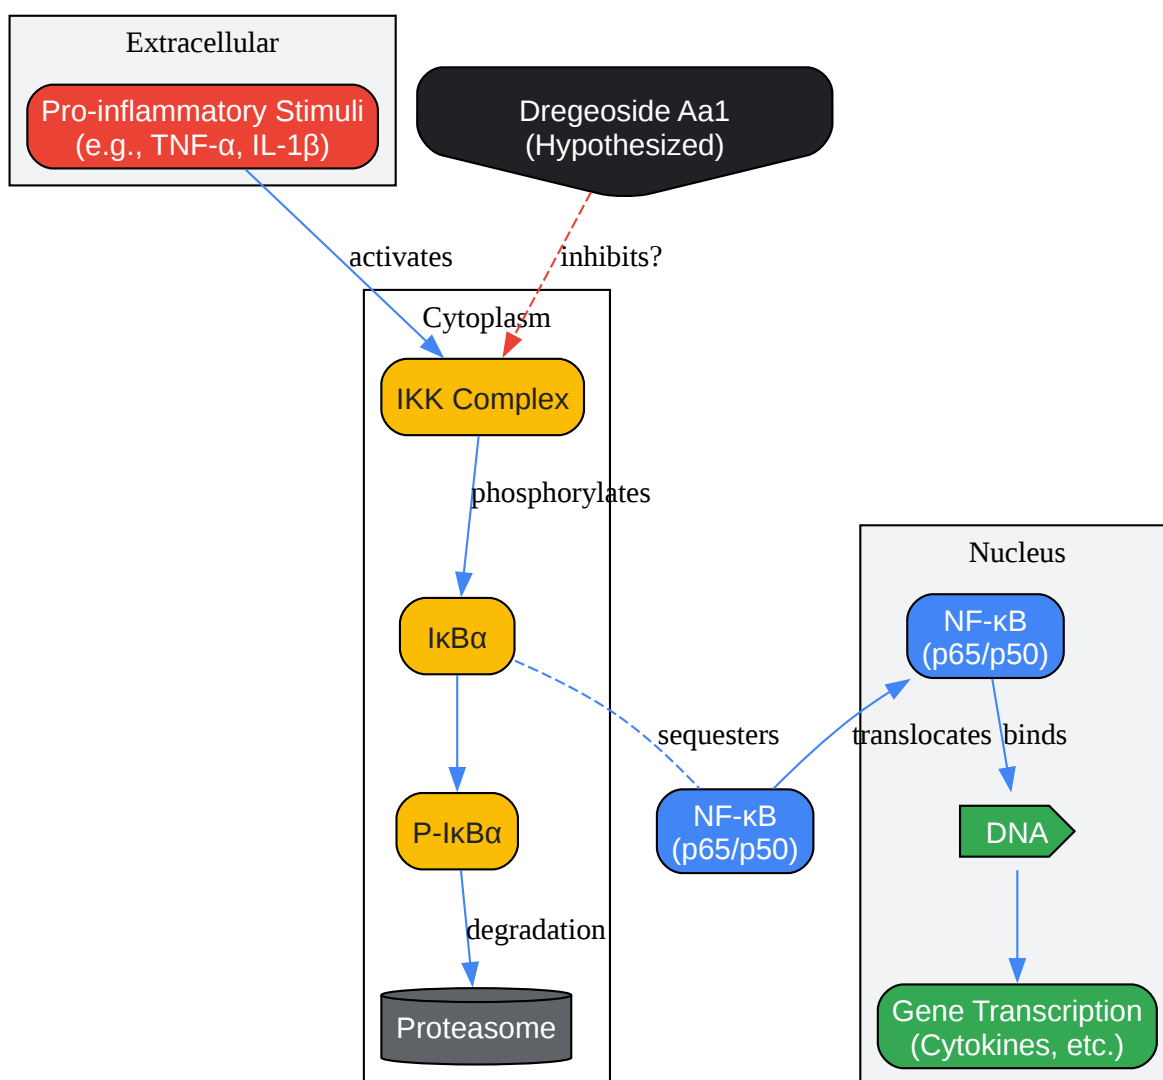 Extracellular
Pro-inflammatory Stimuli
(e.g., TNF-α, IL-1β)
Dregeoside Aa1
(Hypothesized)
activates
inhibits?
Cytoplasm
IKK Complex
phosphorylates
Nucleus
NF-κB
(p65/p50)
IκBα
sequesters
translocates
binds
NF-κB
(p65/p50)
P-IκBα
DNA
degradation
Proteasome
Gene Transcription
(Cytokines, etc.)